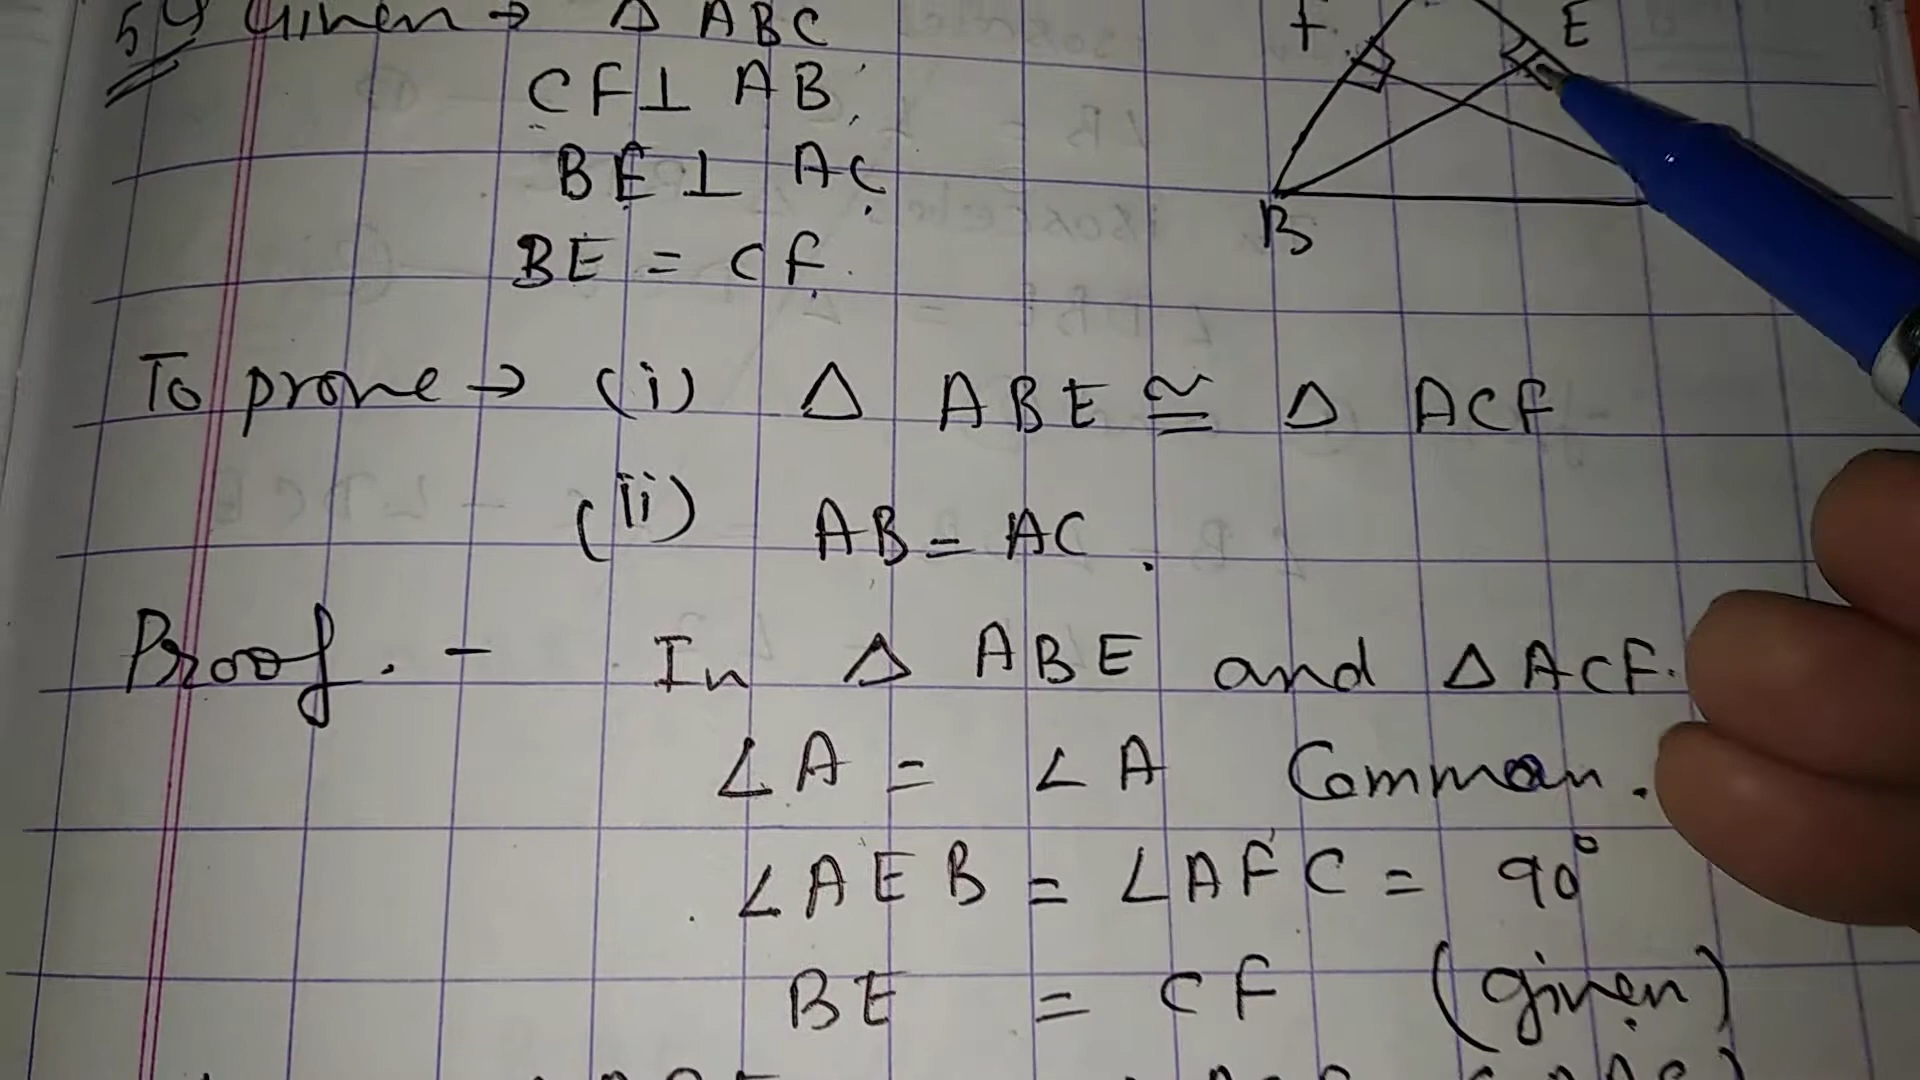 54 Given → Δ ABC
CF ⊥ AB.
BE ⊥ AC
BE = CF.
F
E
B
To prove → (i) Δ ABE ≅ Δ ACF
(ii) AB = AC.
Proof. - In Δ ABE and Δ ACF.
∠A = ∠A Common.
∠AEB = ∠AFC = 90°
BE = CF (given)